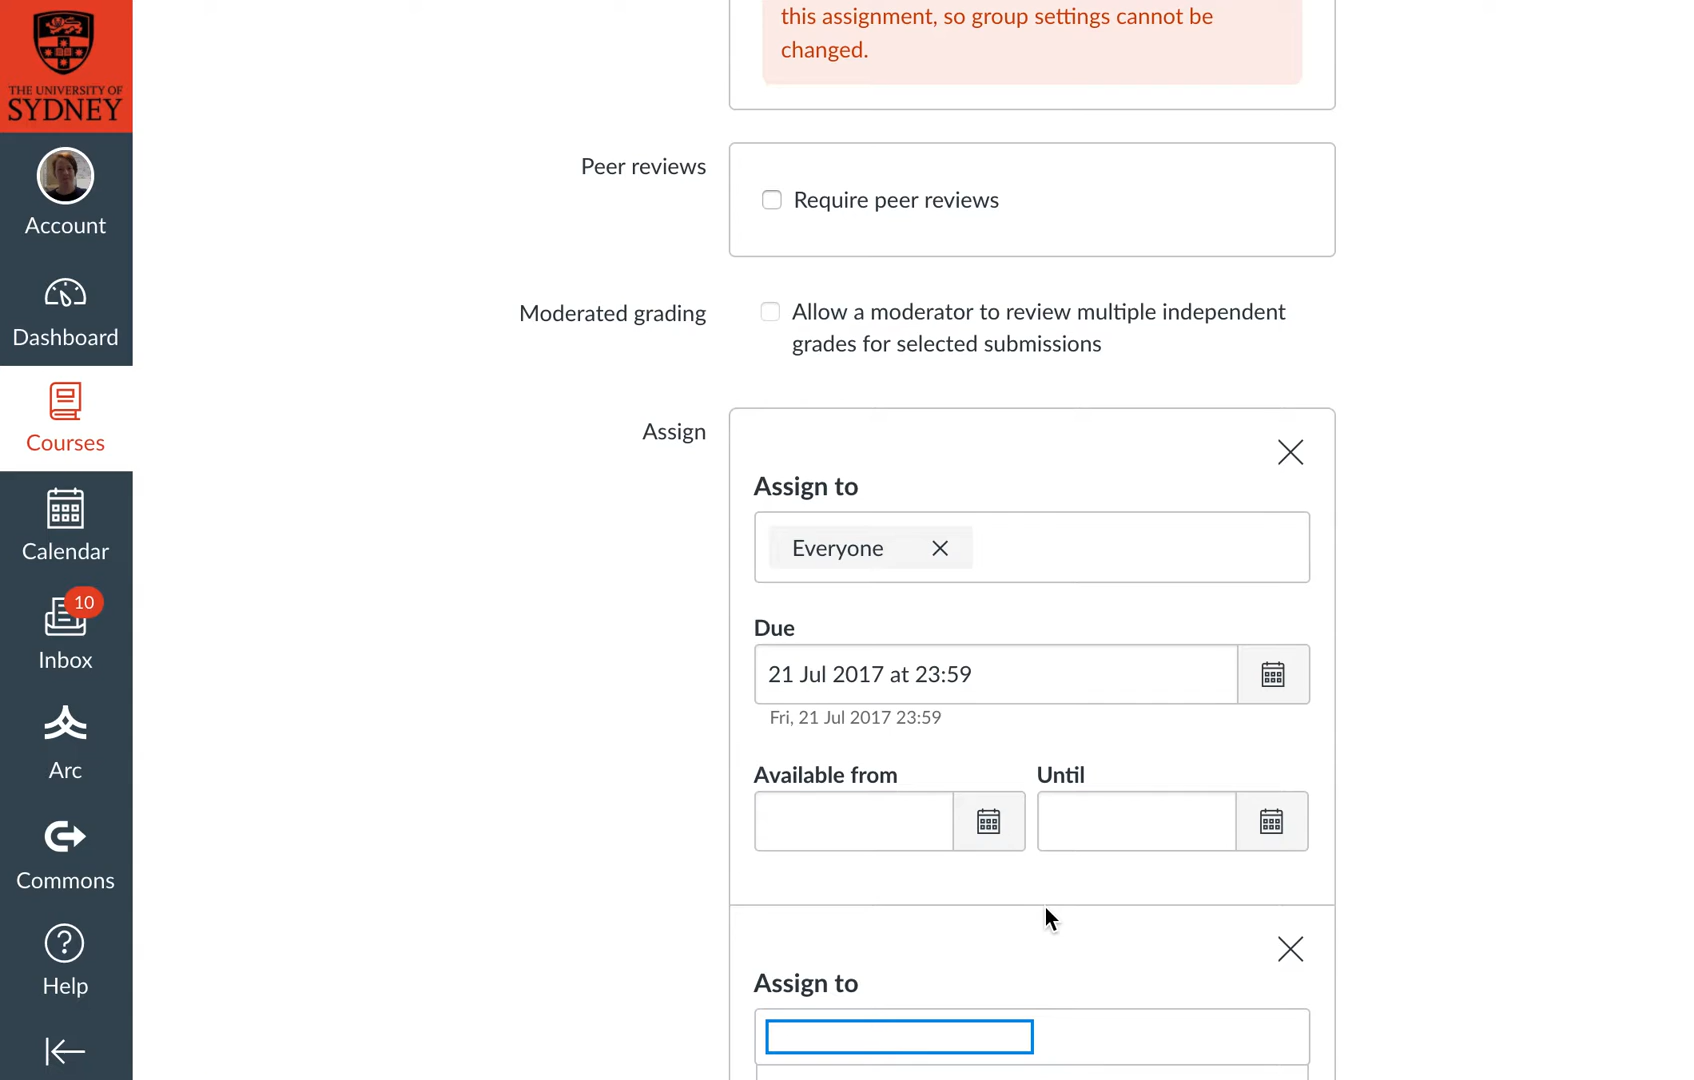 THE UNIVERSITY OF
SYDNEY
Account
Dashboard
Courses
Calendar
10
Inbox
Arc
Commons
Help
this assignment, so group settings cannot be
changed.
Peer reviews
Require peer reviews
Moderated grading
Allow a moderator to review multiple independent
grades for selected submissions
Assign
Assign to
Everyone
Due
21 Jul 2017 at 23:59
Fri, 21 Jul 2017 23:59
Available from
Until
Assign to